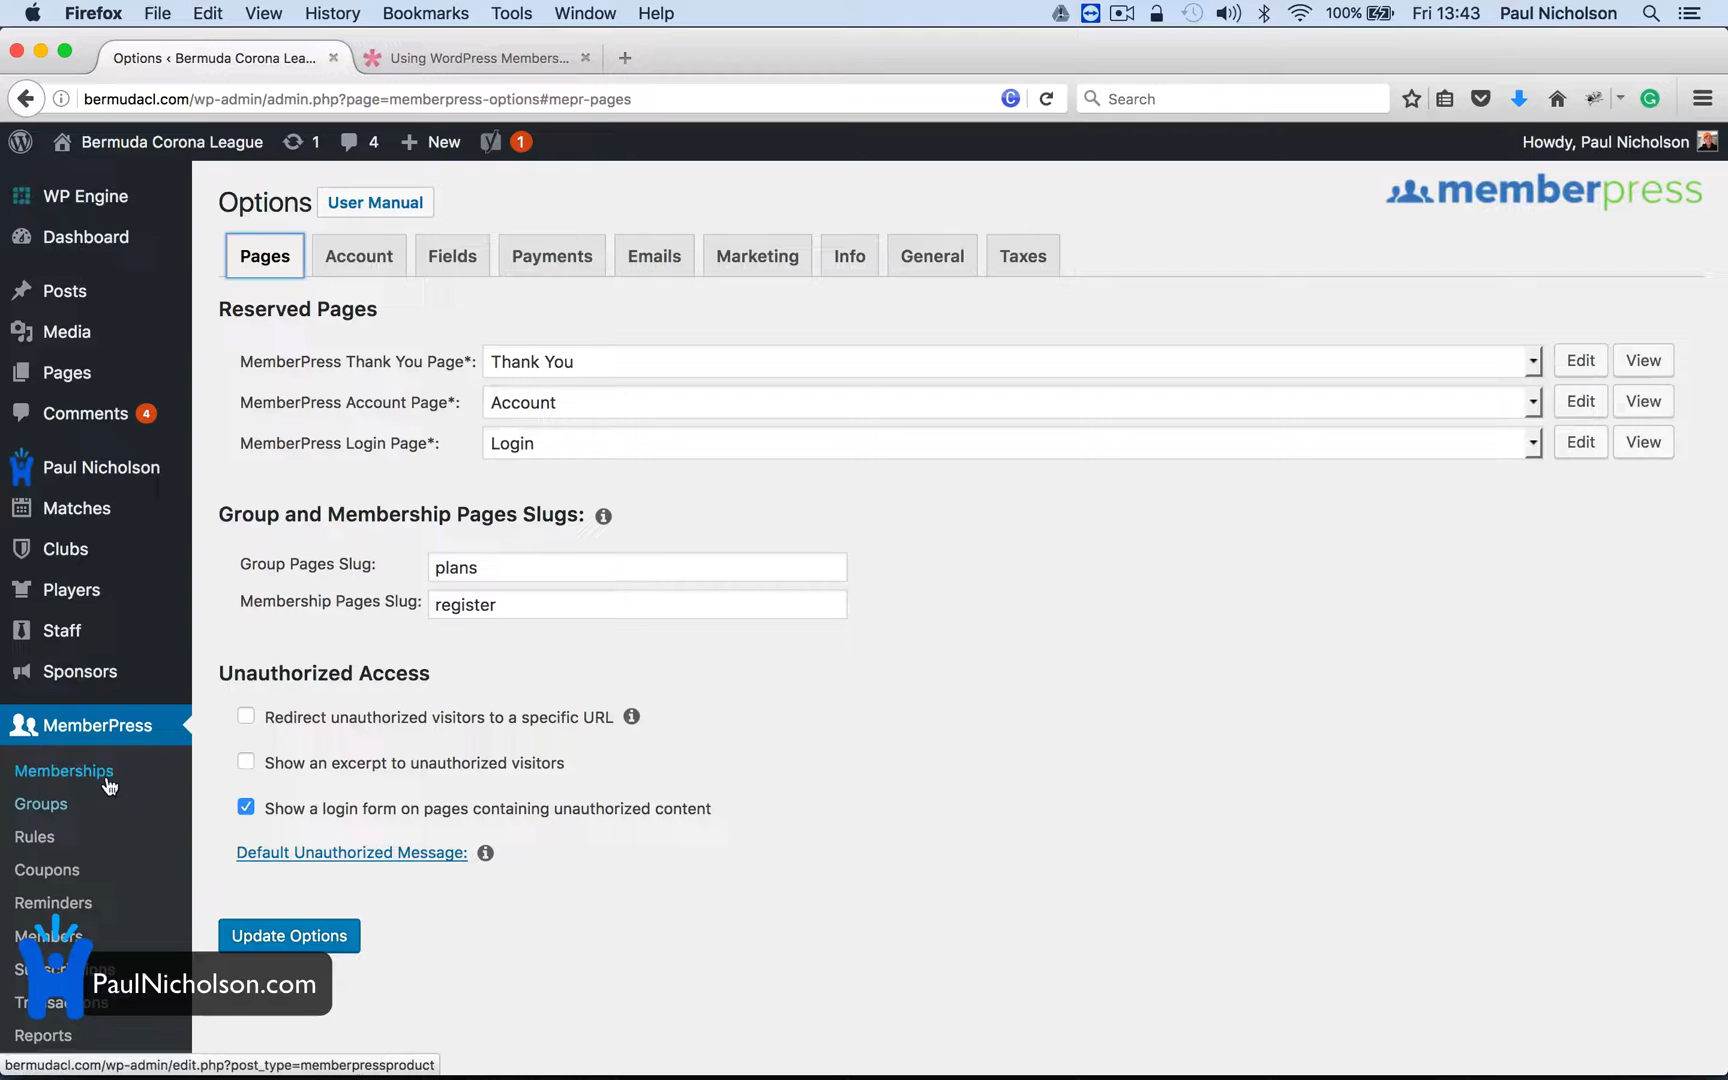 Firefox File Edit View History Bookmarks Tools Window Help 100% Fri 13:43 Paul Nicholson
Options ‹ Bermuda Corona Lea... Using WordPress Members...
bermudacl.com/wp-admin/admin.php?page=memberpress-options#mepr-pages Search
Bermuda Corona League 1 4 New 1 Howdy, Paul Nicholson
WP Engine
Dashboard
Posts
Media
Pages
Comments 4
Paul Nicholson
Matches
Clubs
Players
Staff
Sponsors
MemberPress
Memberships
Groups
Rules
Coupons
Reminders
Members
Subscriptions
Transactions
Reports
Options User Manual
memberpress
Pages Account Fields Payments Emails Marketing Info General Taxes
Reserved Pages
MemberPress Thank You Page*: Thank You Edit View
MemberPress Account Page*: Account Edit View
MemberPress Login Page*: Login Edit View
Group and Membership Pages Slugs:
Group Pages Slug: plans
Membership Pages Slug: register
Unauthorized Access
Redirect unauthorized visitors to a specific URL
Show an excerpt to unauthorized visitors
Show a login form on pages containing unauthorized content
Default Unauthorized Message:
Update Options
PaulNicholson.com
bermudacl.com/wp-admin/edit.php?post_type=memberpressproduct